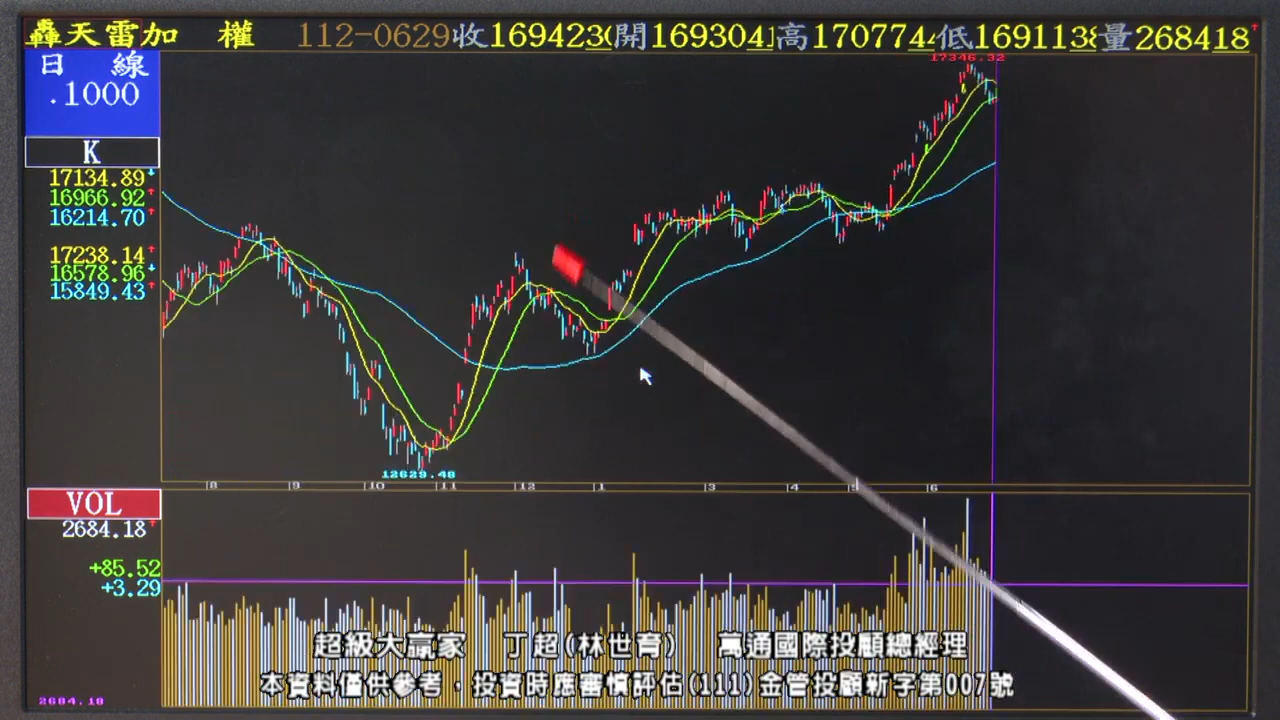 轟天雷加 權 112-0629收169423開169304高170774低169113量268418
日 線
.1000
17346.32
K
17134.89
16966.92
16214.70
17238.14
16578.96
15849.43
12629.48
8 9 10 11 12 1 3 4 5 6
VOL
2684.18
+85.52
+3.29
超級大贏家 丁超(林世育) 萬通國際投顧總經理
本資料僅供參考，投資時應審慎評估(111)金管投顧新字第007號
2684.18